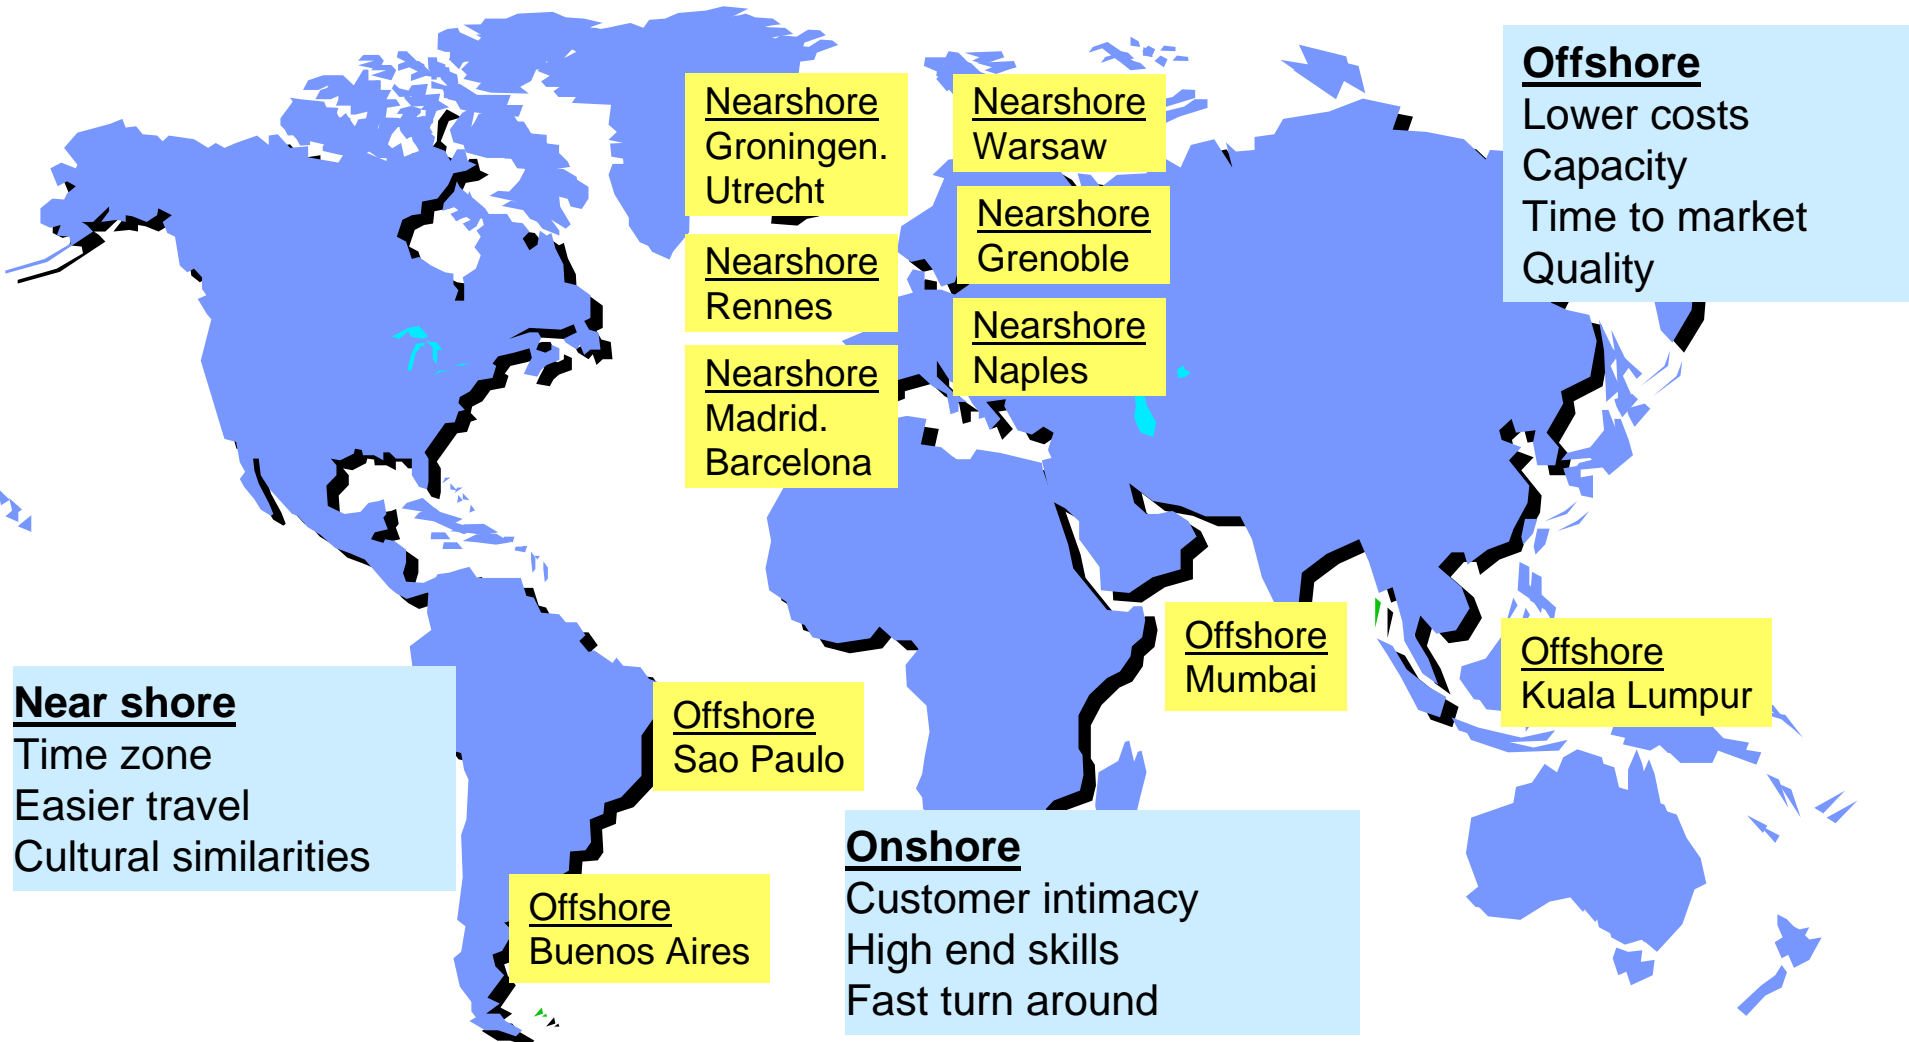 Nearshore
Groningen.
Utrecht
Nearshore
Warsaw
Offshore
Lower costs
Capacity
Time to market
Quality
Nearshore
Grenoble
Nearshore
Rennes
Nearshore
Naples
Nearshore
Madrid.
Barcelona
Offshore
Mumbai
Offshore
Kuala Lumpur
Near shore
Time zone
Easier travel
Cultural similarities
Offshore
Sao Paulo
Offshore
Buenos Aires
Onshore
Customer intimacy
High end skills
Fast turn around